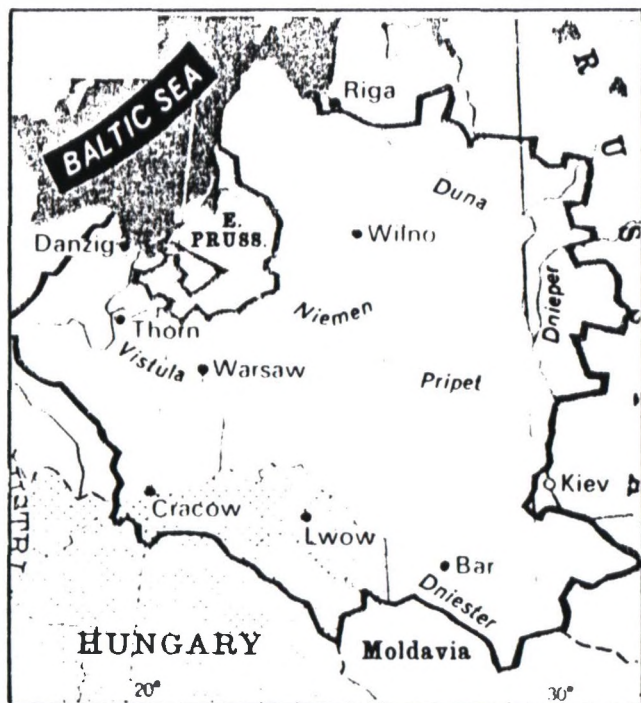 BALTIC SEA
Riga
R
U
S
Duna
E.
PRUSS.
Wilno
Danzig
Niemen
Dnieper
Thorn
Vistula
Warsaw
Pripet
Kiev
Cracow
Lwow
Bar
Dniester
HUNGARY
Moldavia
20°
30°